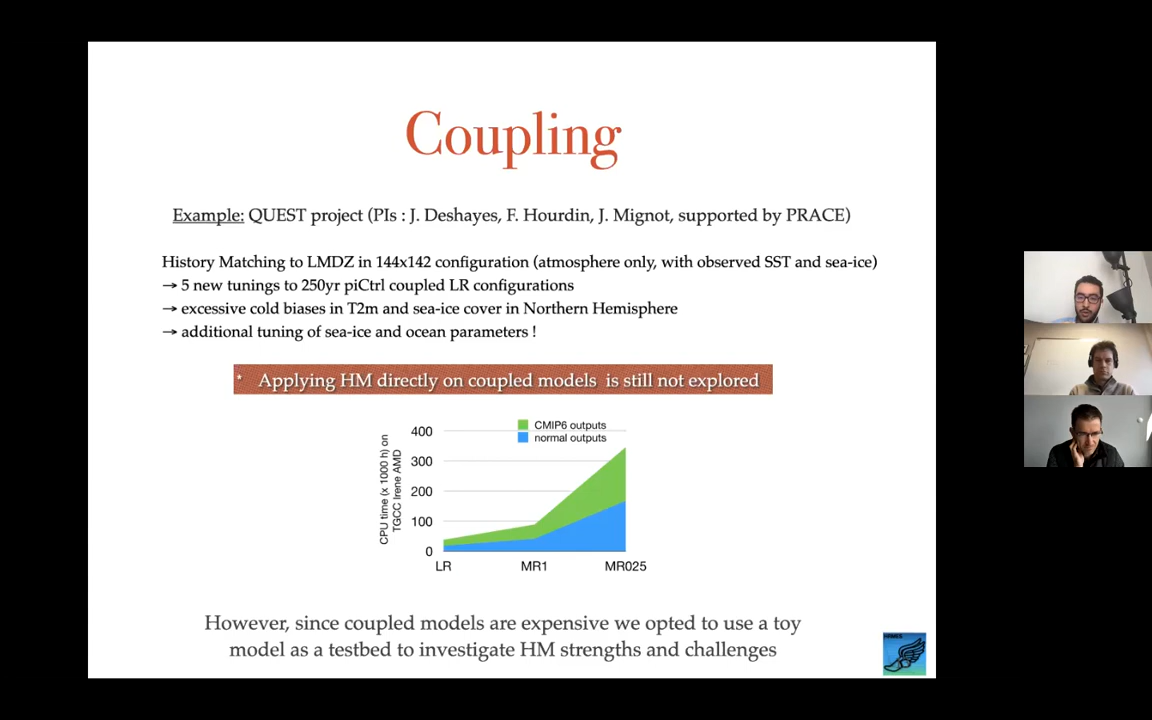 Coupling
Example: QUEST project (PIs : J. Deshayes, F. Hourdin, J. Mignot, supported by PRACE)
History Matching to LMDZ in 144x142 configuration (atmosphere only, with observed SST and sea-ice)
→ 5 new tunings to 250yr piCtrl coupled LR configurations
→ excessive cold biases in T2m and sea-ice cover in Northern Hemisphere
→ additional tuning of sea-ice and ocean parameters !
* Applying HM directly on coupled models is still not explored
CMIP6 outputs
normal outputs
CPU time (x 1000 h) on
TGCC Irene AMD
400
300
200
100
0
LR MR1 MR025
However, since coupled models are expensive we opted to use a toy
model as a testbed to investigate HM strengths and challenges